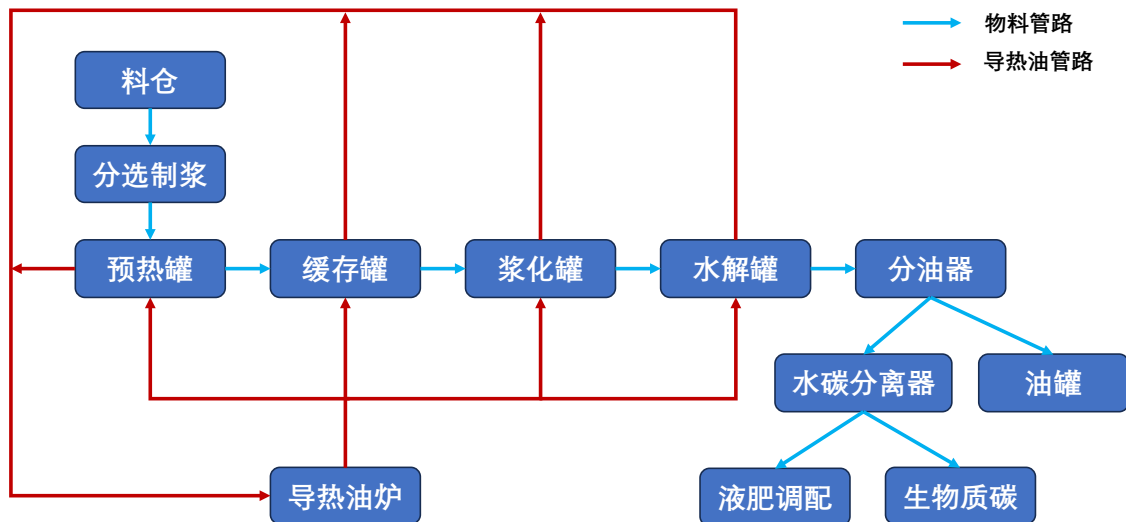 物料管路
导热油管路
料仓
分选制浆
预热罐
缓存罐
浆化罐
水解罐
分油器
水碳分离器
油罐
导热油炉
液肥调配
生物质碳